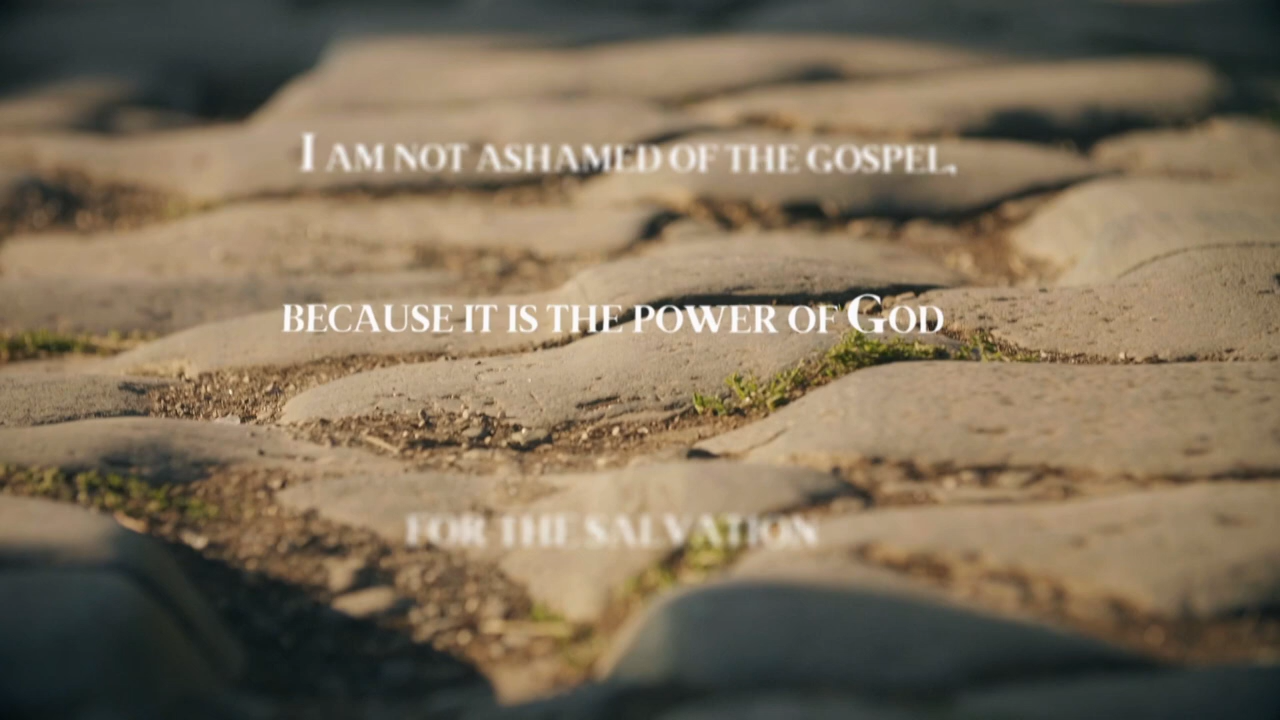 I AM NOT ASHAMED OF THE GOSPEL,
BECAUSE IT IS THE POWER OF GOD
FOR THE SALVATION